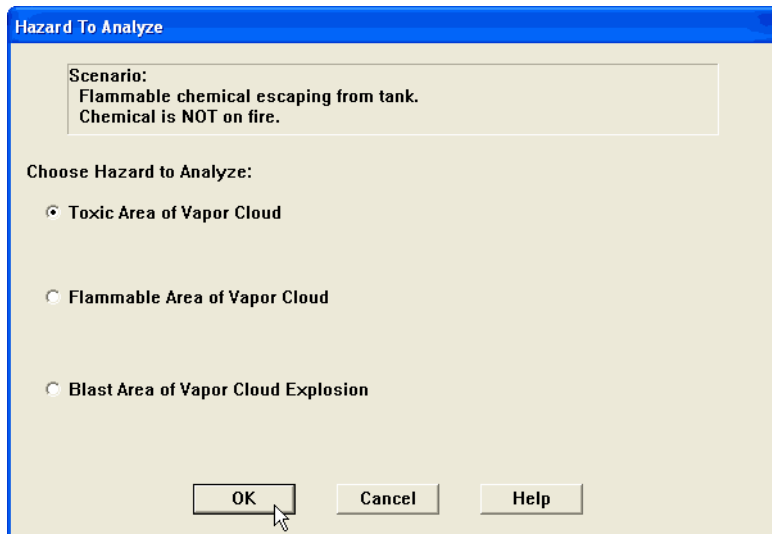 Hazard To Analyze
Scenario:
Flammable chemical escaping from tank.
Chemical is NOT on fire.
Choose Hazard to Analyze:
Toxic Area of Vapor Cloud
Flammable Area of Vapor Cloud
Blast Area of Vapor Cloud Explosion
OK Cancel Help